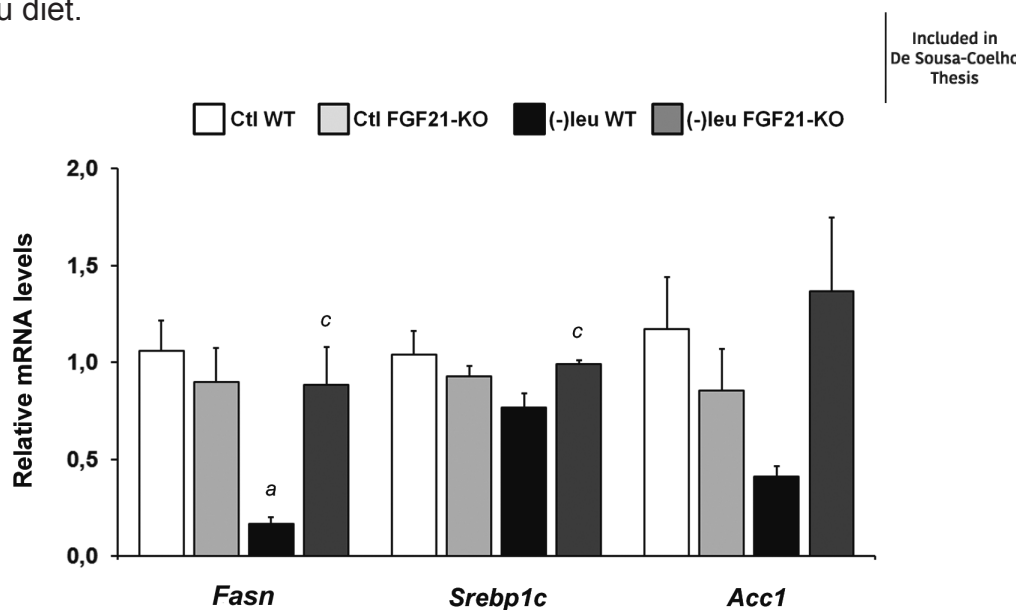 u diet.
Included in
De Sousa-Coelho
Thesis
Ctl WT Ctl FGF21-KO (-)leu WT (-)leu FGF21-KO
Relative mRNA levels
2,0
1,5
1,0
0,5
0,0
c
a
c
Fasn Srebp1c Acc1